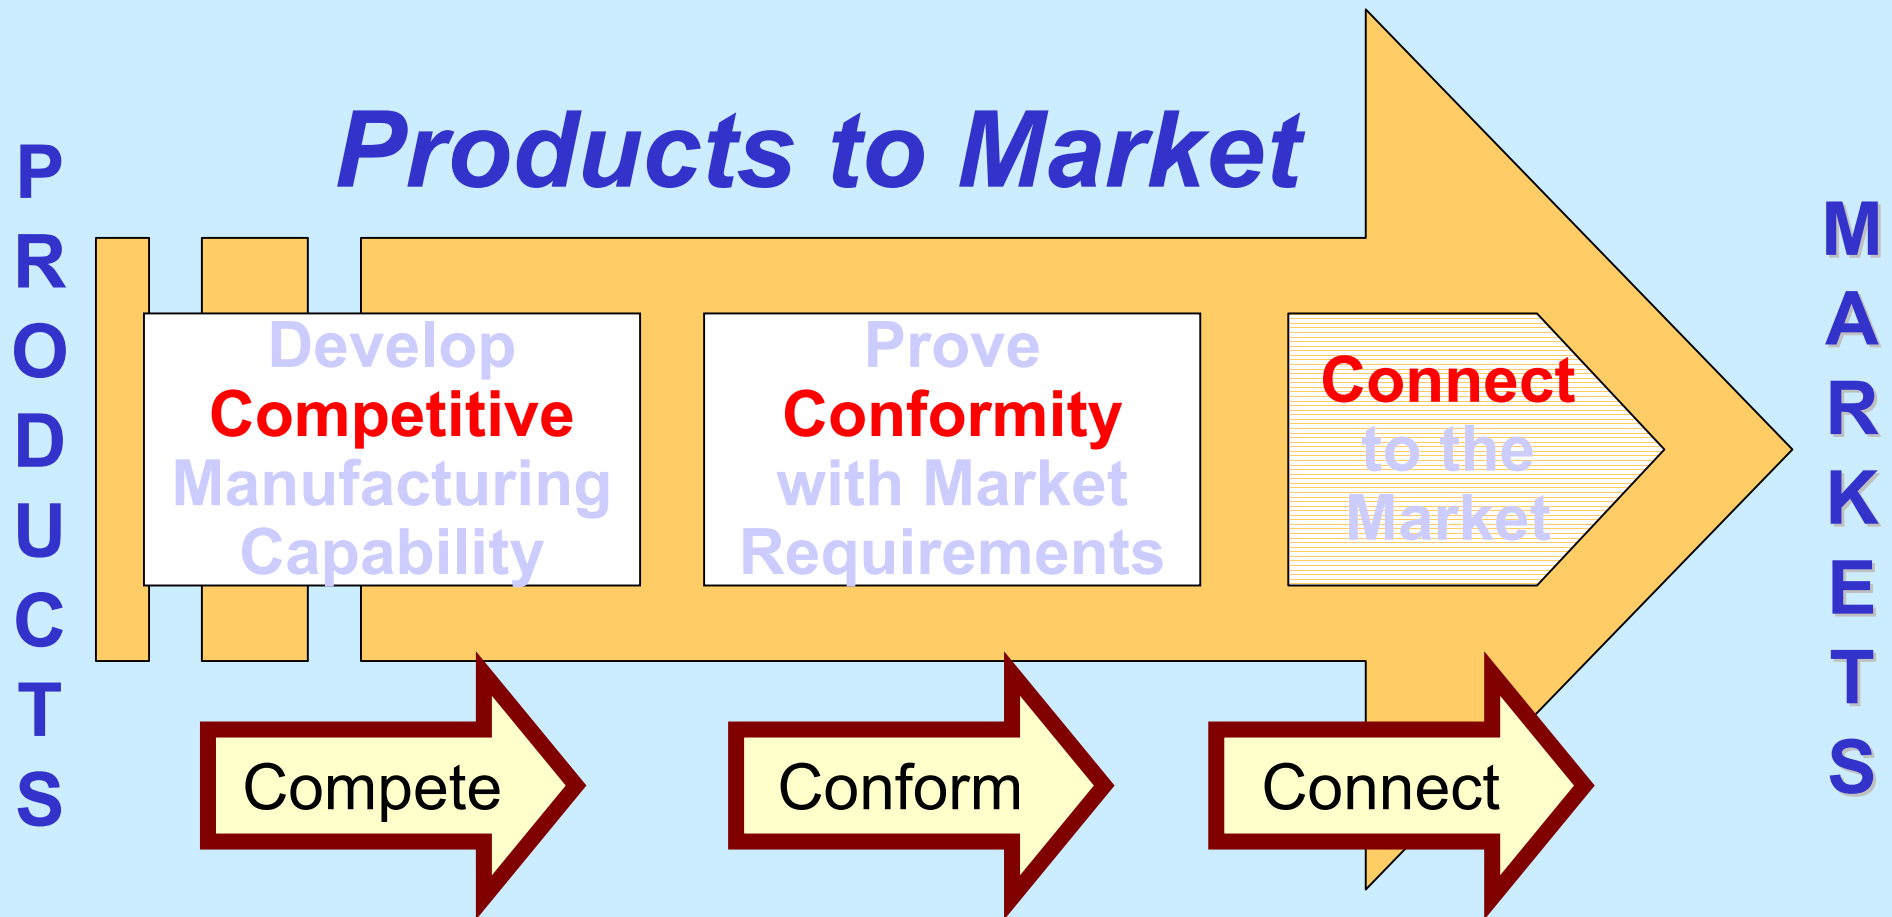 Products to Market
PRODUCTS
Develop
Competitive
Manufacturing
Capability
Prove
Conformity
with Market
Requirements
Connect
to the
Market
MARKETS
Compete
Conform
Connect